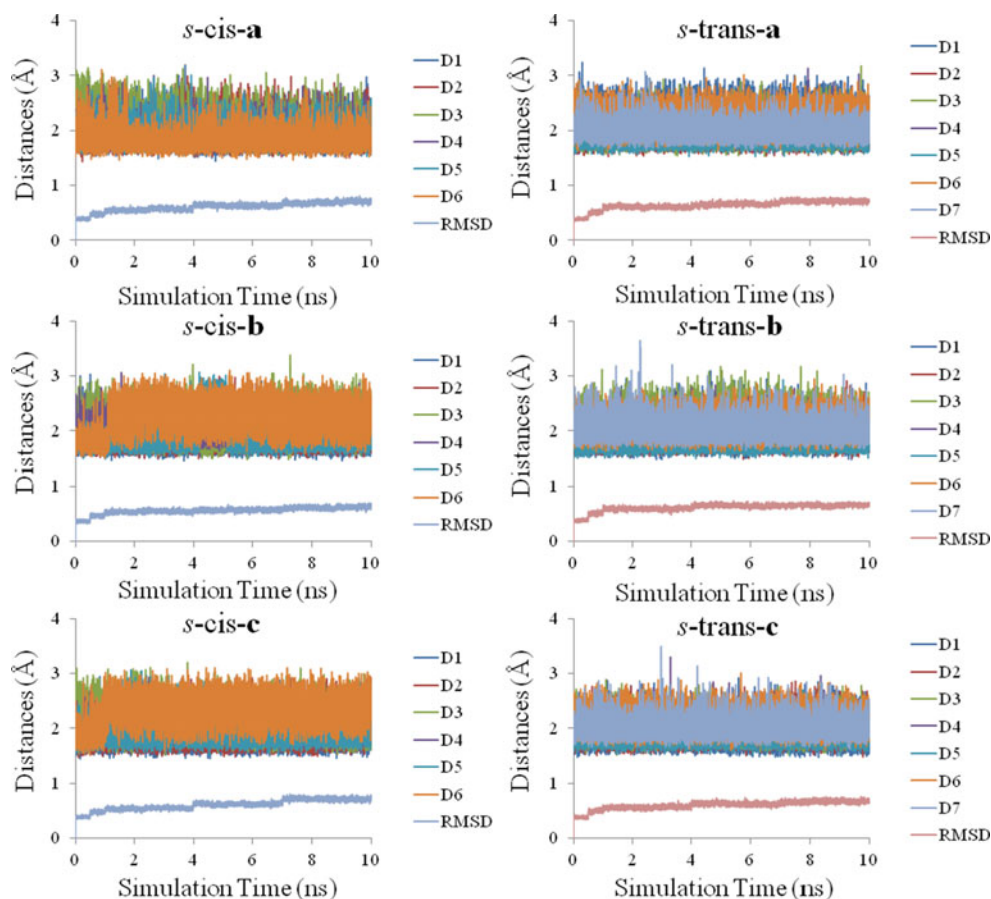 s-cis-a
Distances (Å)
4
3
2
1
0
0 2 4 6 8 10
Simulation Time (ns)
D1
D2
D3
D4
D5
D6
RMSD
s-trans-a
Distances (Å)
4
3
2
1
0
0 2 4 6 8 10
Simulation Time (ns)
D1
D2
D3
D4
D5
D6
D7
RMSD
s-cis-b
Distances (Å)
4
3
2
1
0
0 2 4 6 8 10
Simulation Time (ns)
D1
D2
D3
D4
D5
D6
RMSD
s-trans-b
Distances (Å)
4
3
2
1
0
0 2 4 6 8 10
Simulation Time (ns)
D1
D2
D3
D4
D5
D6
D7
RMSD
s-cis-c
Distances (Å)
4
3
2
1
0
0 2 4 6 8 10
Simulation Time (ns)
D1
D2
D3
D4
D5
D6
RMSD
s-trans-c
Distances (Å)
4
3
2
1
0
0 2 4 6 8 10
Simulation Time (ns)
D1
D2
D3
D4
D5
D6
D7
RMSD